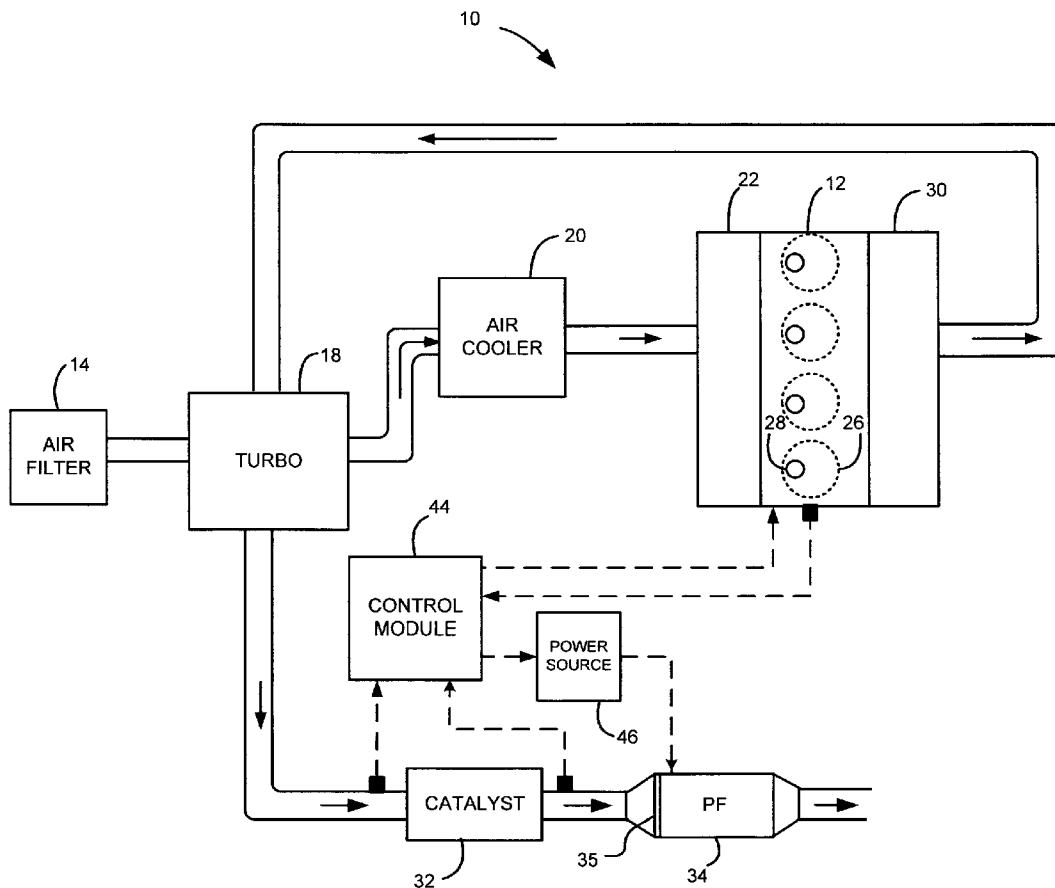 10
22
12
30
20
AIR
COOLER
18
14
AIR
FILTER
TURBO
28
26
44
CONTROL
MODULE
POWER
SOURCE
46
CATALYST
PF
32
35
34